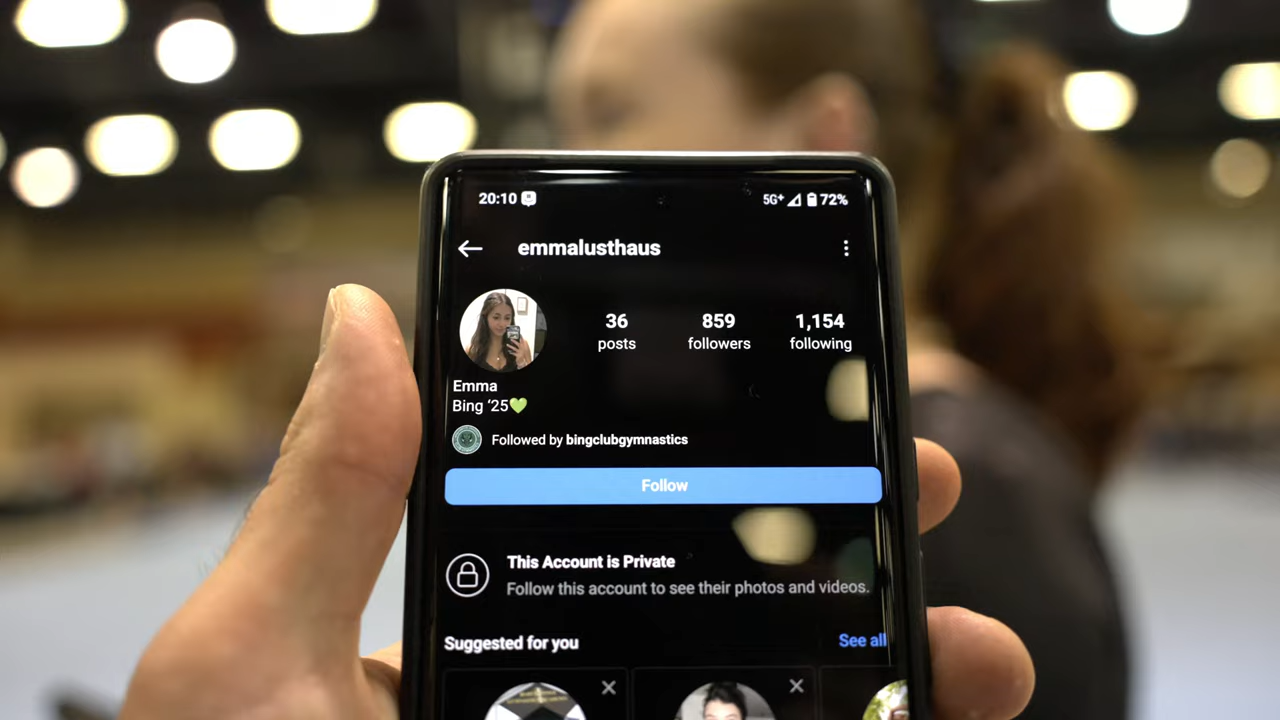 20:10
5G+ 72%
emmalusthaus
36 859 1,154
posts followers following
Emma
Bing ‘25💚
Followed by bingclubgymnastics
Follow
This Account is Private
Follow this account to see their photos and videos.
Suggested for you
See all